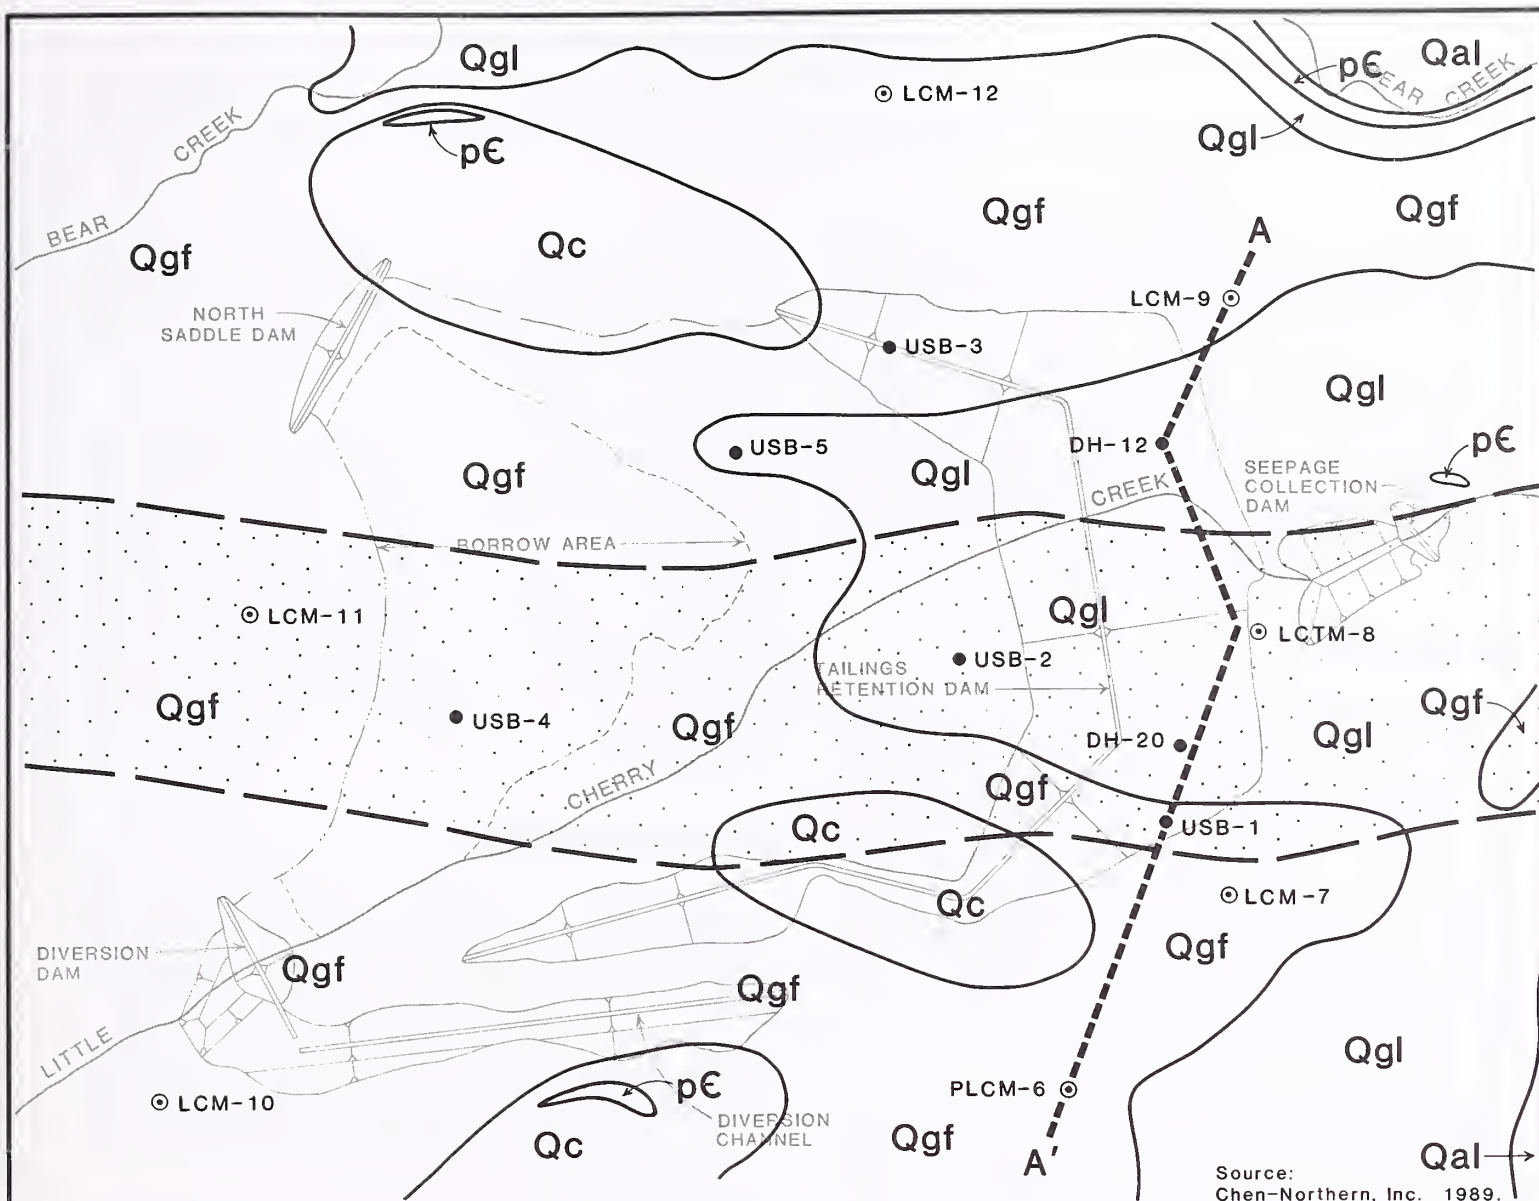 Qgl
pЄ
Qal
LCM-12
BEAR CREEK
Qgl
pЄ
BEAR CREEK
Qgf
Qgf
A
Qc
Qgf
LCM-9
NORTH
SADDLE DAM
USB-3
Qgl
DH-12
pЄ
USB-5
Qgf
Qgl
SEEPAGE
COLLECTION
DAM
CREEK
BORROW AREA
LCM-11
Qgl
LCTM-8
USB-2
TAILINGS
RETENTION DAM
Qgf
Qgf
USB-4
Qgf
Qgl
DH-20
CHERRY
Qgf
Qc
USB-1
LCM-7
Qc
DIVERSION
DAM
Qgf
Qgf
Qgf
LITTLE
Qgl
LCM-10
pЄ
PLCM-6
DIVERSION
CHANNEL
Qc
Qgf
A'
Qal
Source:
Chen-Northern, Inc. 1989.